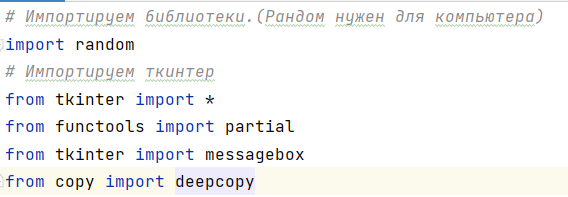 # Импортируем библиотеки.(Рандом нужен для компьютера)
import random
# Импортируем ткинтер
from tkinter import *
from functools import partial
from tkinter import messagebox
from copy import deepcopy